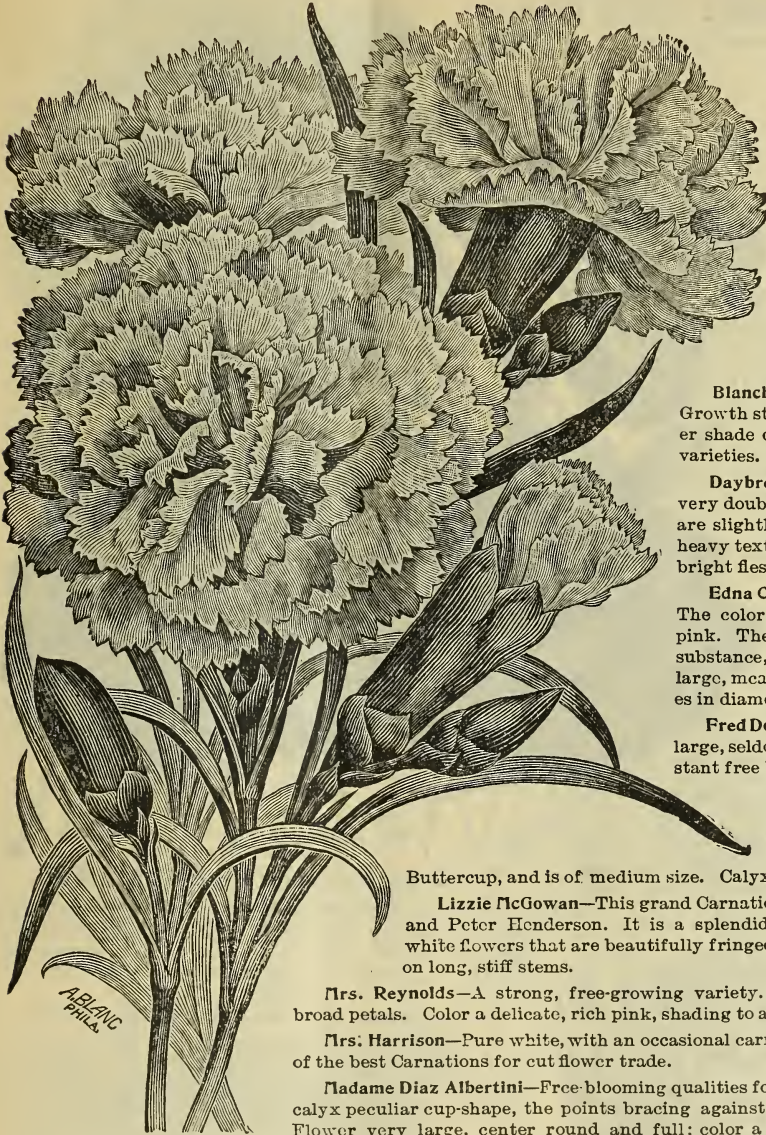 Blanch
Growth st
er shade o
varieties.
Daybre
very doub
are slightl
heavy text
bright fles
Edna C
The color
pink. The
substance,
large, mea
es in diame
Fred Do
large, seldo
stant free
Buttercup, and is of medium size. Calyx
Lizzie McGowan—This grand Carnatio
and Peter Henderson. It is a splendid
white flowers that are beautifully fringed
on long, stiff stems.
Mrs. Reynolds—A strong, free-growing variety.
broad petals. Color a delicate, rich pink, shading to a
Mrs. Harrison—Pure white, with an occasional carn
of the best Carnations for cut flower trade.
Madame Diaz Albertini—Free-blooming qualities fo
calyx peculiar cup-shape, the points bracing against
Flower very large, center round and full; color a
A. BLANC
PHILA.